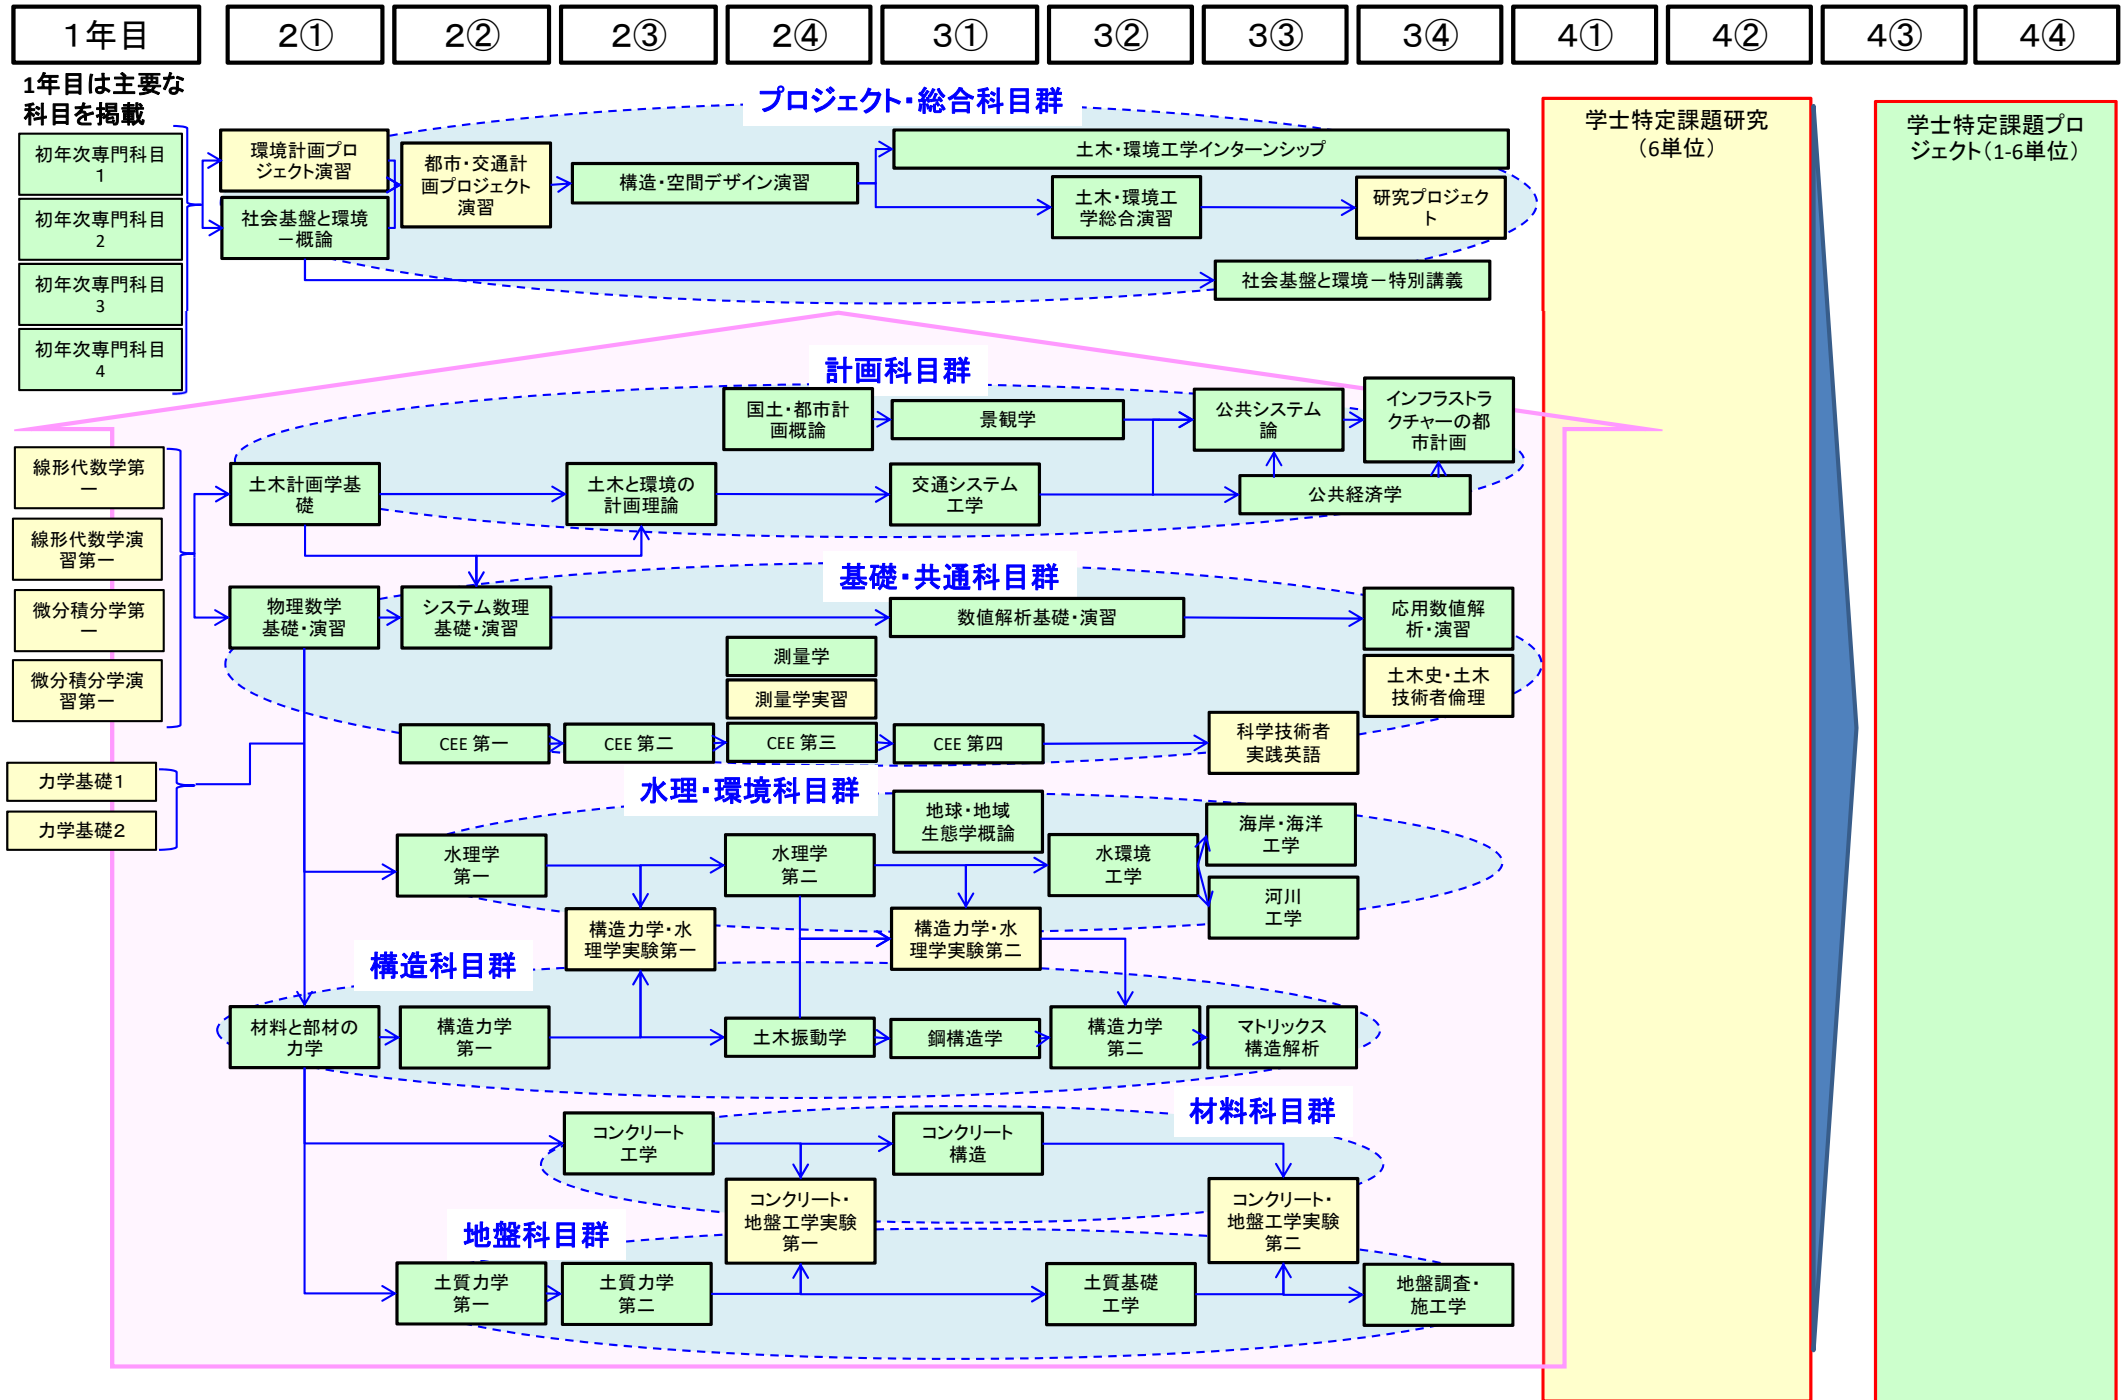 1年目
2①
2②
2③
2④
3①
3②
3③
3④
4①
4②
4③
4④
1年目は主要な
科目を掲載
初年次専門科目
1
初年次専門科目
2
初年次専門科目
3
初年次専門科目
4
プロジェクト・総合科目群
環境計画プロ
ジェクト演習
社会基盤と環境
－概論
都市・交通計
画プロジェクト
演習
構造・空間デザイン演習
土木・環境工学インターンシップ
土木・環境工
学総合演習
研究プロジェク
ト
社会基盤と環境－特別講義
学士特定課題研究
（6単位）
学士特定課題プロ
ジェクト（1-6単位）
計画科目群
国土・都市計
画概論
景観学
公共システム
論
インフラストラ
クチャーの都
市計画
線形代数学第
一
線形代数学演
習第一
微分積分学第
一
微分積分学演
習第一
土木計画学基
礎
土木と環境の
計画理論
交通システム
工学
公共経済学
基礎・共通科目群
物理数学
基礎・演習
システム数理
基礎・演習
数値解析基礎・演習
応用数値解
析・演習
測量学
測量学実習
土木史・土木
技術者倫理
CEE 第一
CEE 第二
CEE 第三
CEE 第四
科学技術者
実践英語
力学基礎1
力学基礎2
水理・環境科目群
水理学
第一
水理学
第二
地球・地域
生態学概論
水環境
工学
海岸・海洋
工学
河川
工学
構造力学・水
理学実験第一
構造力学・水
理学実験第二
構造科目群
材料と部材の
力学
構造力学
第一
土木振動学
鋼構造学
構造力学
第二
マトリックス
構造解析
材料科目群
コンクリート
工学
コンクリート
構造
コンクリート・
地盤工学実験
第一
コンクリート・
地盤工学実験
第二
地盤科目群
土質力学
第一
土質力学
第二
土質基礎
工学
地盤調査・
施工学